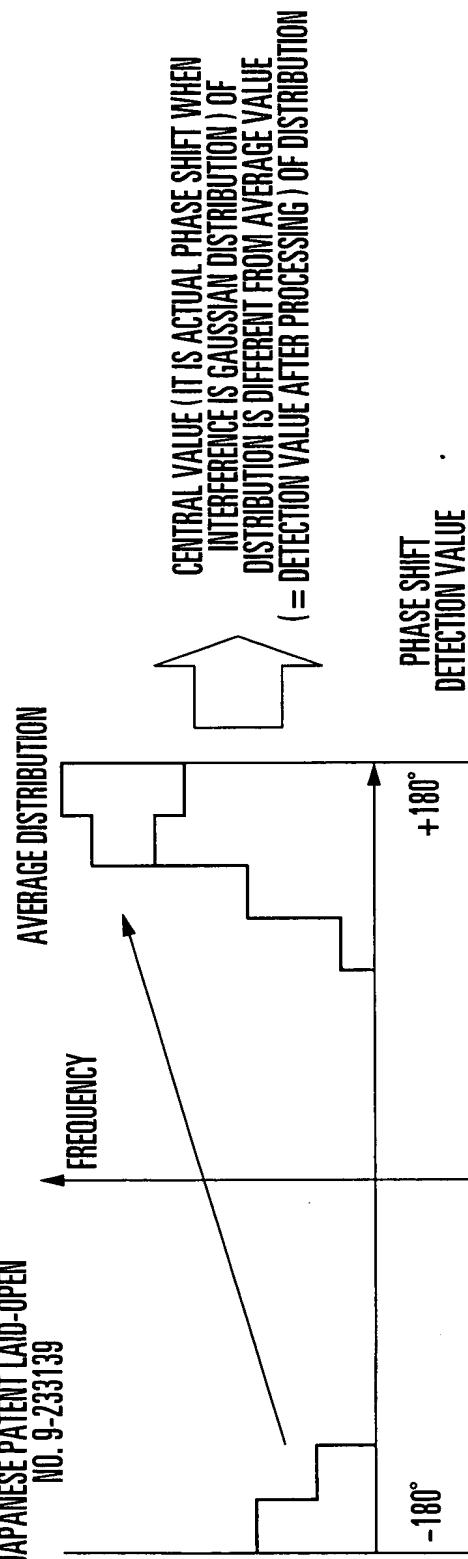 JAPANESE PATENT LAID-OPEN
NO. 9-233139
FREQUENCY
AVERAGE DISTRIBUTION
-180°
+180°
PHASE SHIFT
DETECTION VALUE
CENTRAL VALUE ( IT IS ACTUAL PHASE SHIFT WHEN
INTERFERENCE IS GAUSSIAN DISTRIBUTION ) OF
DISTRIBUTION IS DIFFERENT FROM AVERAGE VALUE
( = DETECTION VALUE AFTER PROCESSING ) OF DISTRIBUTION